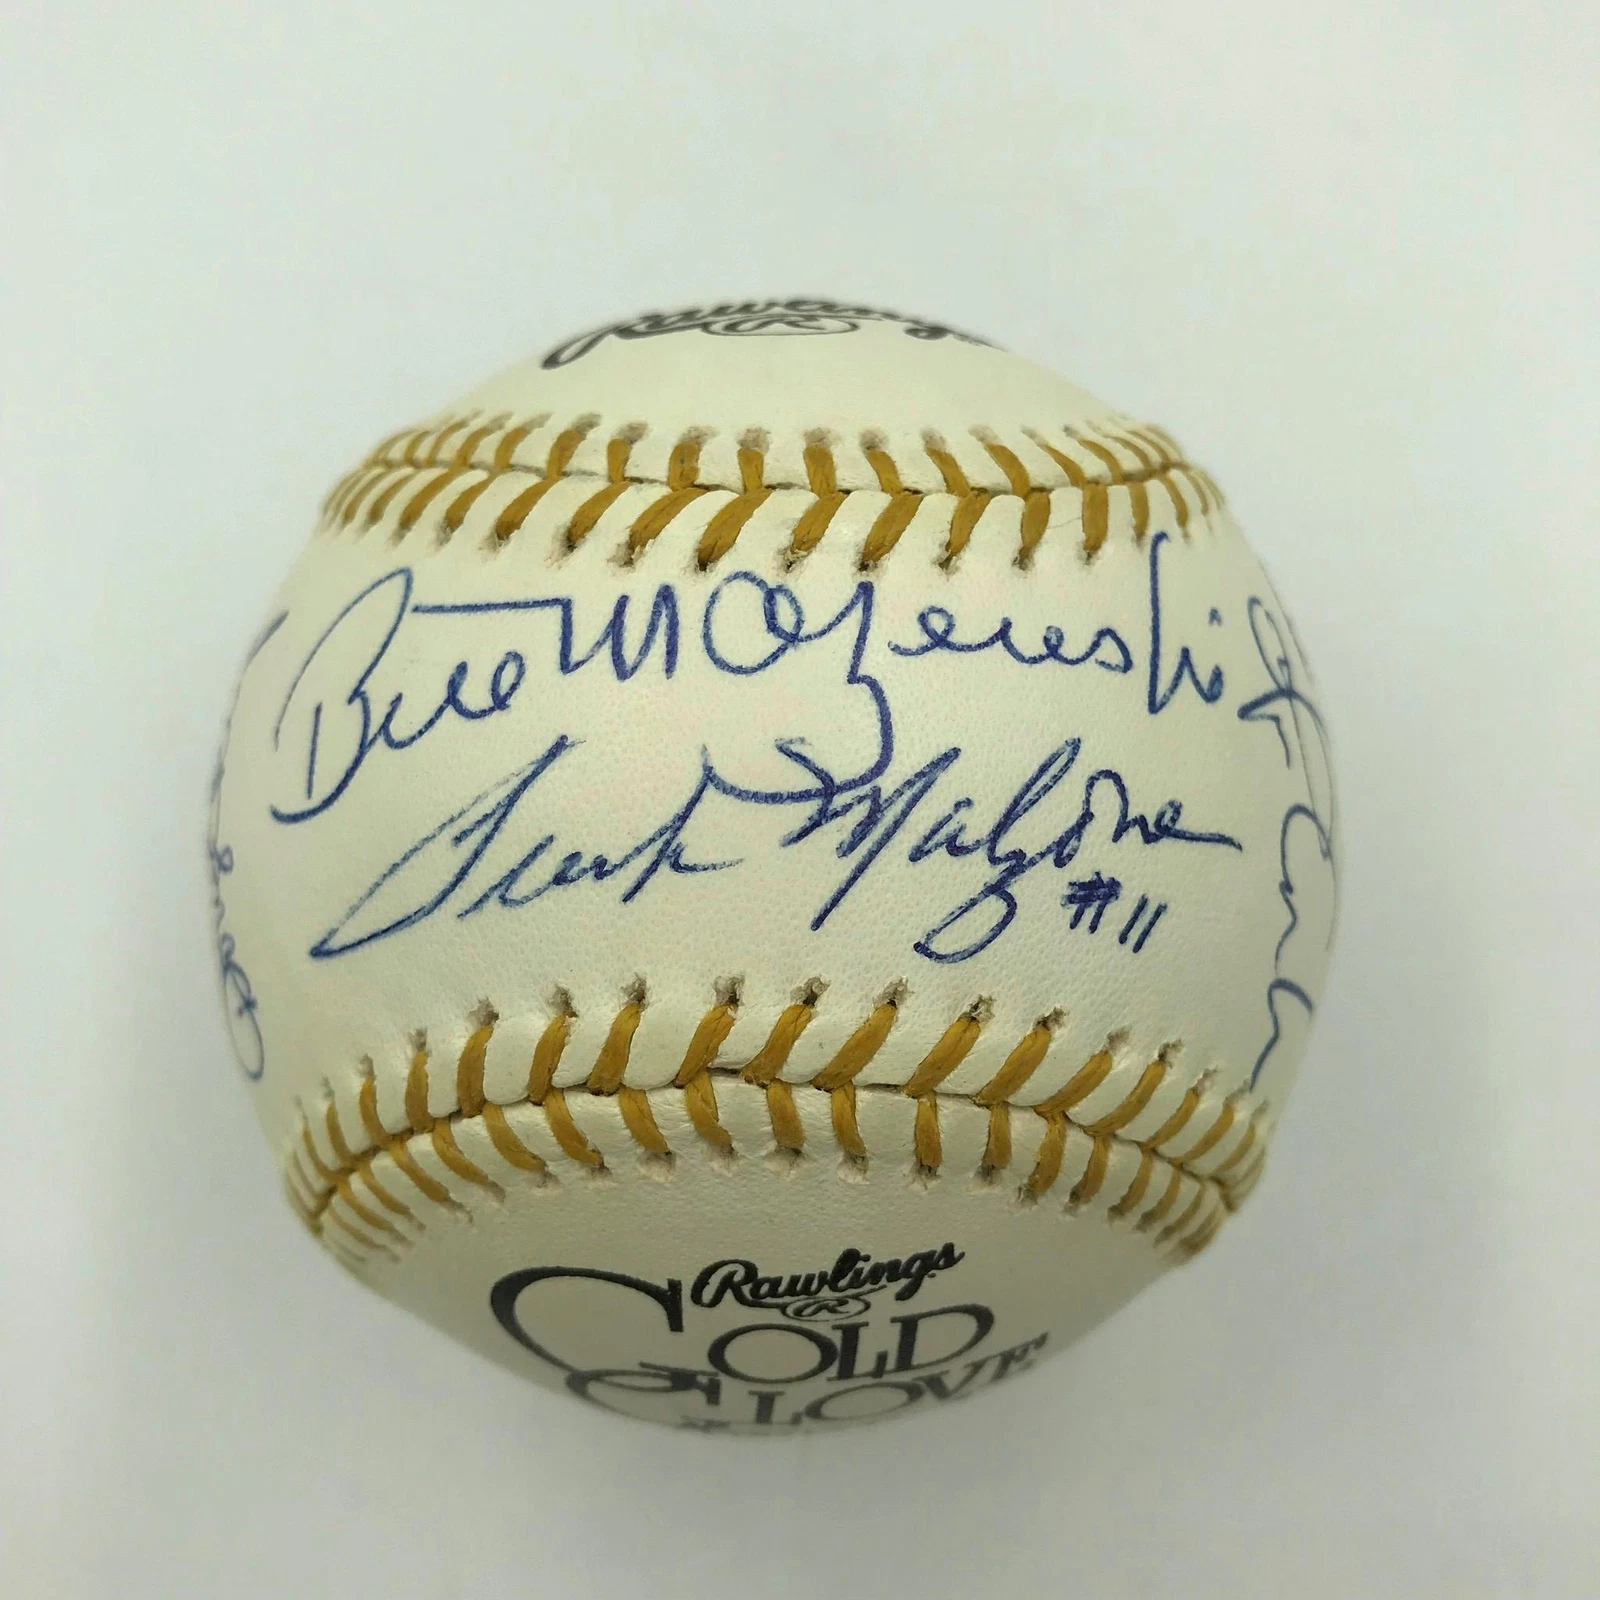 Rawlings
R
Bill Mazeroski
Frank Malzone
#11
Rawlings
R
GOLD
GLOVE